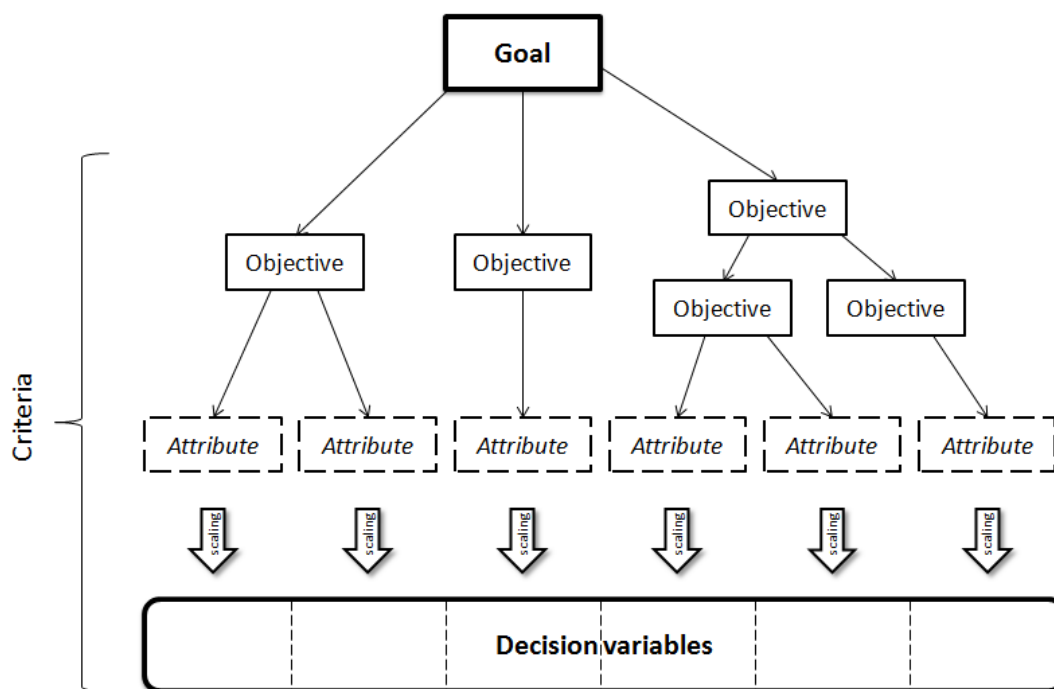 Goal
Objective
Objective
Objective
Objective
Objective
Criteria
Attribute
Attribute
Attribute
Attribute
Attribute
Attribute
scaling
scaling
scaling
scaling
scaling
scaling
Decision variables